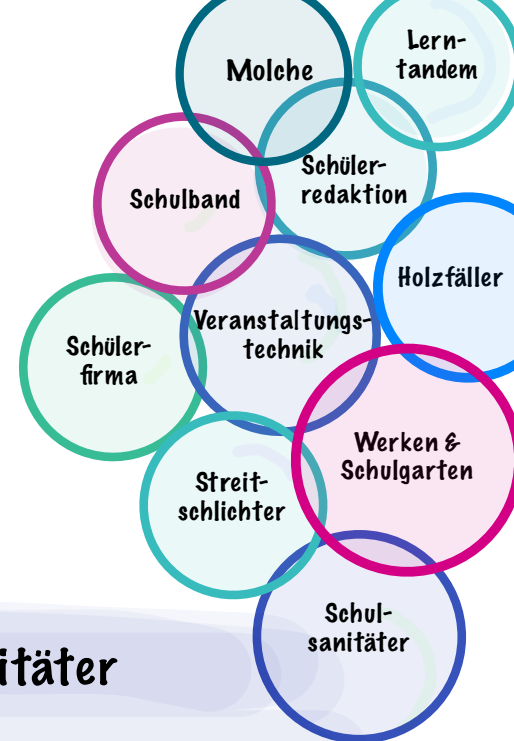 Lern-
tandem
Molche
Schüler-
redaktion
Schulband
Holzfäller
Veranstaltungs-
technik
Schüler-
firma
Werken &
Schulgarten
Streit-
schlichter
Schul-
sanitäter
itäter